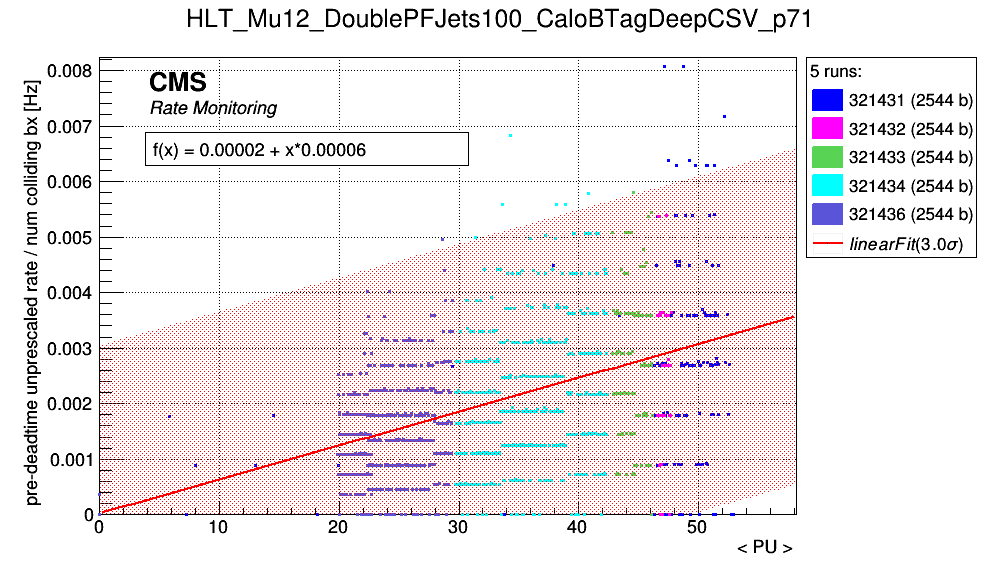 HLT_Mu12_DoublePFJets100_CaloBTagDeepCSV_p71
pre-deadtime unprescaled rate / num colliding bx [Hz]
0.008
0.007
0.006
0.005
0.004
0.003
0.002
0.001
0
CMS
Rate Monitoring
f(x) = 0.00002 + x*0.00006
0 10 20 30 40 50
< PU >
5 runs:
321431 (2544 b)
321432 (2544 b)
321433 (2544 b)
321434 (2544 b)
321436 (2544 b)
linearFit(3.0σ)